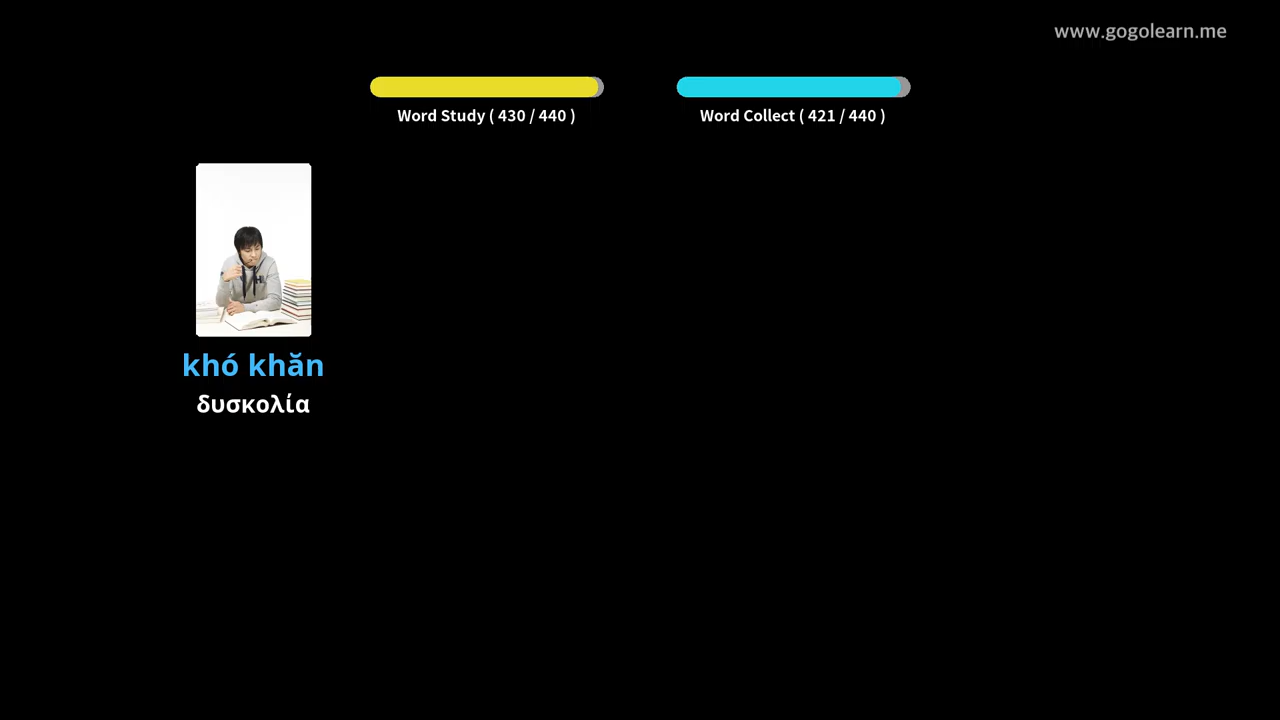 www.gogolearn.me
Word Study ( 430 / 440 )
Word Collect ( 421 / 440 )
khó khăn
δυσκολία